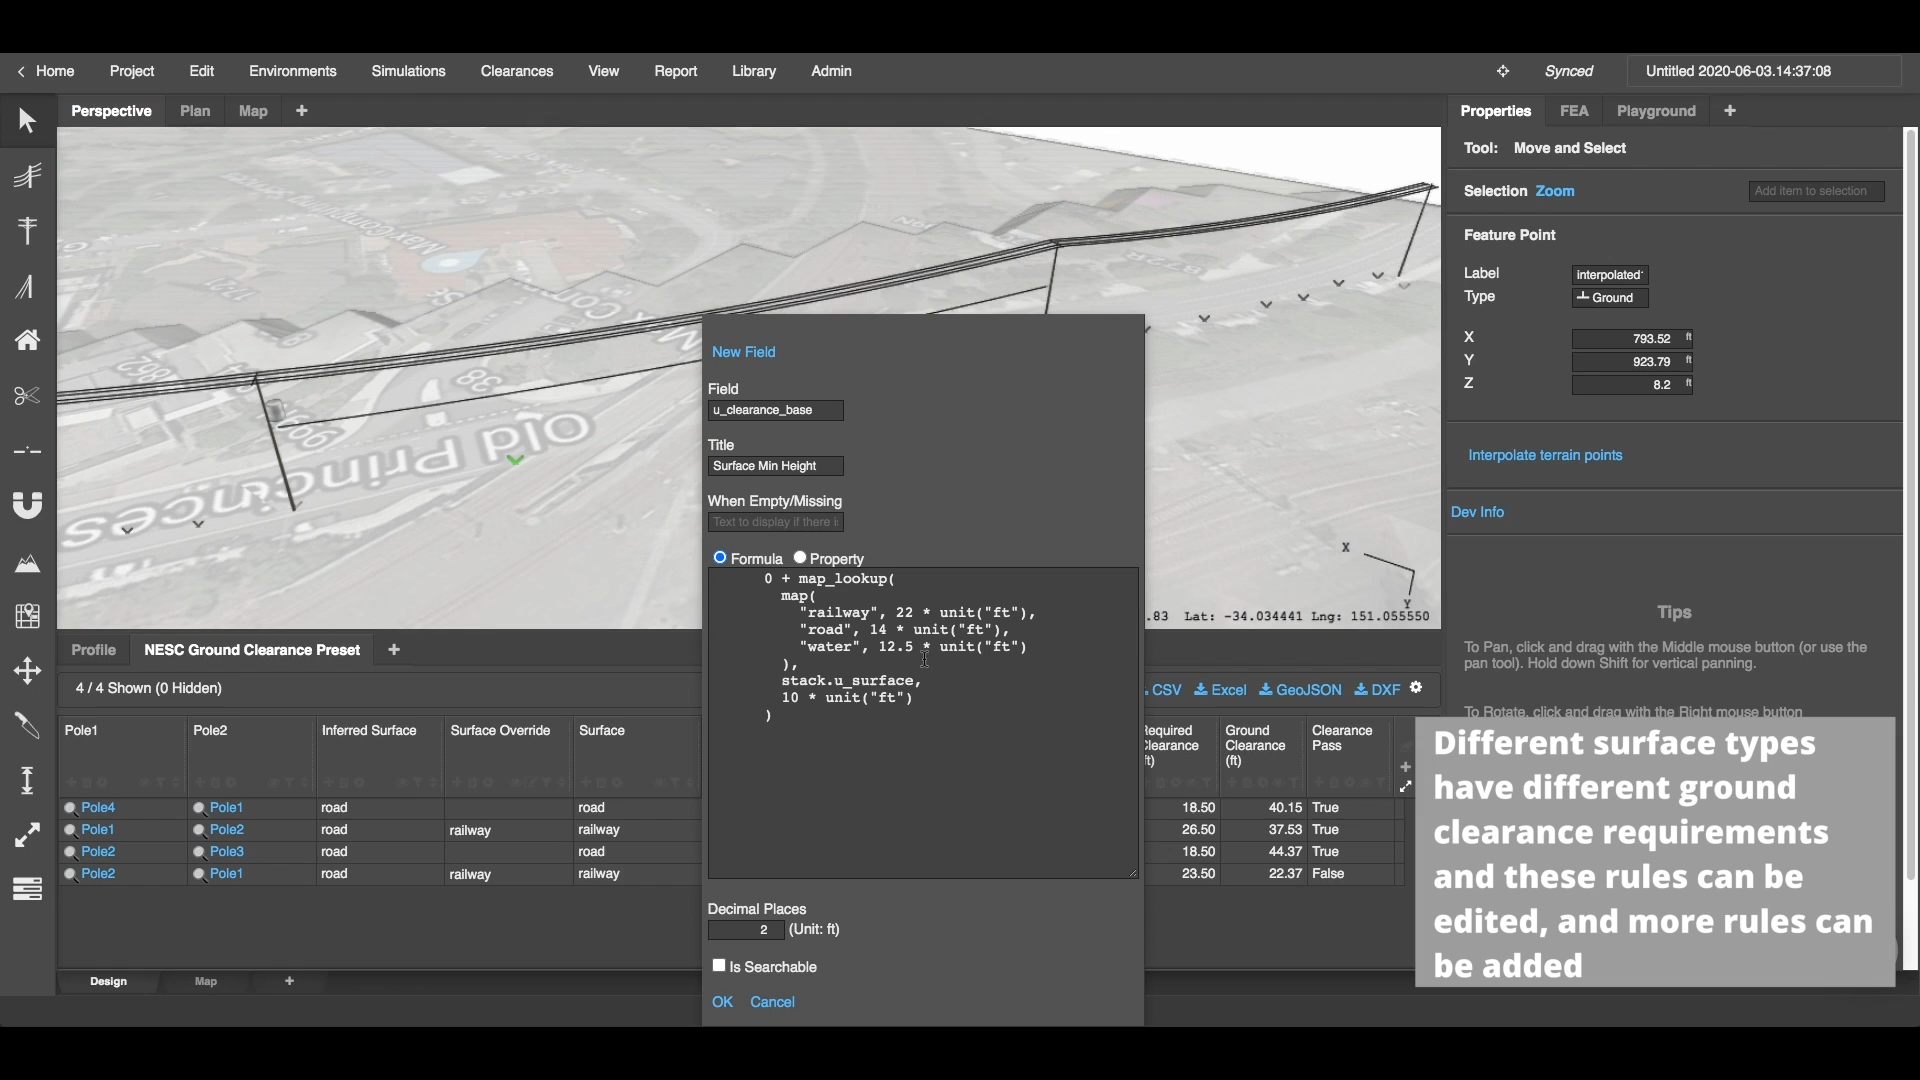 Home Project Edit Environments Simulations Clearances View Report Library Admin Synced Untitled 2020-06-03.14:37:08
Perspective Plan Map + Properties FEA Playground +
Tool: Move and Select
Selection Zoom Add item to selection
Feature Point
Label interpolated
Type Ground
X 793.52 ft
Y 923.79 ft
Z 8.2 ft
Interpolate terrain points
Dev Info
Tips
To Pan, click and drag with the Middle mouse button (or use the
pan tool). Hold down Shift for vertical panning.
To Rotate, click and drag with the Right mouse button
Old Princes
38
X
Y
.83 Lat: -34.034441 Lng: 151.055550
New Field
Field
u_clearance_base
Title
Surface Min Height
When Empty/Missing
Text to display if there i
Formula Property
0 + map_lookup(
map(
"railway", 22 * unit("ft"),
"road", 14 * unit("ft"),
"water", 12.5 * unit("ft")
),
stack.u_surface,
10 * unit("ft")
)
Decimal Places
2 (Unit: ft)
Is Searchable
OK Cancel
Profile NESC Ground Clearance Preset +
4 / 4 Shown (0 Hidden) CSV Excel GeoJSON DXF
Pole1 Pole2 Inferred Surface Surface Override Surface Required Clearance ft) Ground Clearance (ft) Clearance Pass
Pole4 Pole1 road road 18.50 40.15 True
Pole1 Pole2 road railway railway 26.50 37.53 True
Pole2 Pole3 road road 18.50 44.37 True
Pole2 Pole1 road railway railway 23.50 22.37 False
Design Map +
Different surface types
have different ground
clearance requirements
and these rules can be
edited, and more rules can
be added